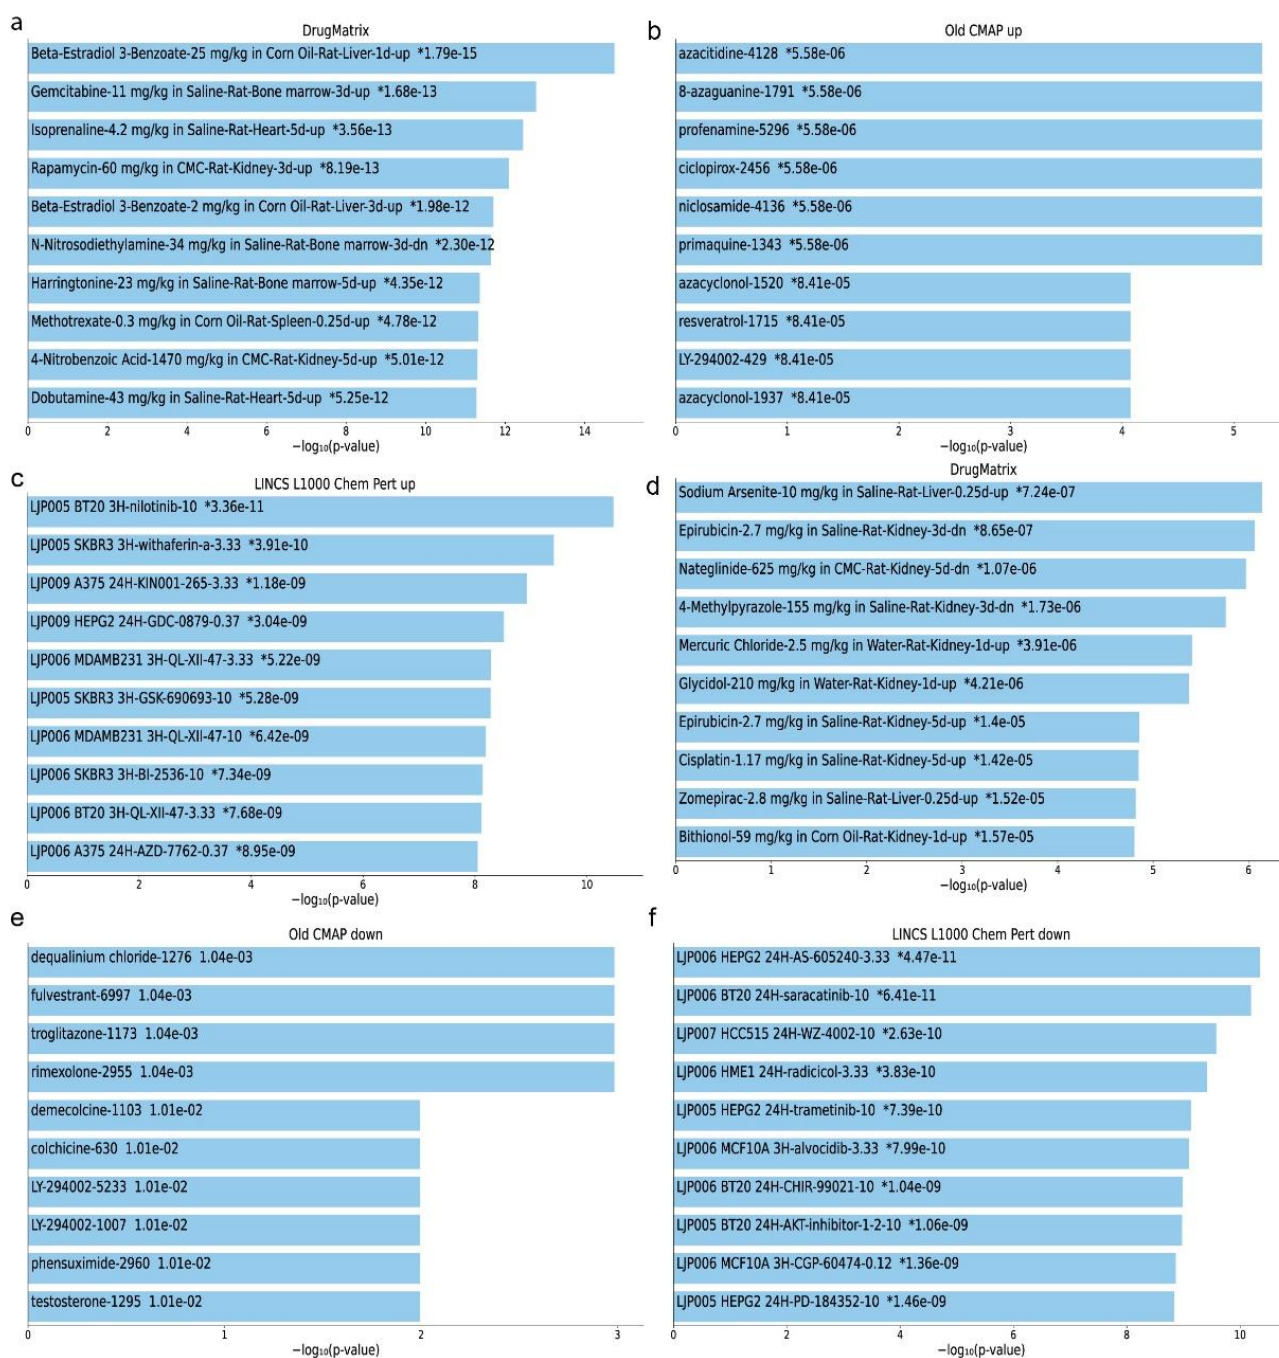 a
DrugMatrix
Beta-Estradiol 3-Benzoate-25 mg/kg in Corn Oil-Rat-Liver-1d-up *1.79e-15
Gemcitabine-11 mg/kg in Saline-Rat-Bone marrow-3d-up *1.68e-13
Isoprenaline-4.2 mg/kg in Saline-Rat-Heart-5d-up *3.56e-13
Rapamycin-60 mg/kg in CMC-Rat-Kidney-3d-up *8.19e-13
Beta-Estradiol 3-Benzoate-2 mg/kg in Corn Oil-Rat-Liver-3d-up *1.98e-12
N-Nitrosodiethylamine-34 mg/kg in Saline-Rat-Bone marrow-3d-dn *2.30e-12
Harringtonine-23 mg/kg in Saline-Rat-Bone marrow-5d-up *4.35e-12
Methotrexate-0.3 mg/kg in Corn Oil-Rat-Spleen-0.25d-up *4.78e-12
4-Nitrobenzoic Acid-1470 mg/kg in CMC-Rat-Kidney-5d-up *5.01e-12
Dobutamine-43 mg/kg in Saline-Rat-Heart-5d-up *5.25e-12
0 2 4 6 8 10 12 14
−log₁₀(p-value)
b
Old CMAP up
azacitidine-4128 *5.58e-06
8-azaguanine-1791 *5.58e-06
profenamine-5296 *5.58e-06
ciclopirox-2456 *5.58e-06
niclosamide-4136 *5.58e-06
primaquine-1343 *5.58e-06
azacyclonol-1520 *8.41e-05
resveratrol-1715 *8.41e-05
LY-294002-429 *8.41e-05
azacyclonol-1937 *8.41e-05
0 1 2 3 4 5
−log₁₀(p-value)
c
LINCS L1000 Chem Pert up
LJP005 BT20 3H-nilotinib-10 *3.36e-11
LJP005 SKBR3 3H-withaferin-a-3.33 *3.91e-10
LJP009 A375 24H-KIN001-265-3.33 *1.18e-09
LJP009 HEPG2 24H-GDC-0879-0.37 *3.04e-09
LJP006 MDAMB231 3H-QL-XII-47-3.33 *5.22e-09
LJP005 SKBR3 3H-GSK-690693-10 *5.28e-09
LJP006 MDAMB231 3H-QL-XII-47-10 *6.42e-09
LJP006 SKBR3 3H-BI-2536-10 *7.34e-09
LJP006 BT20 3H-QL-XII-47-3.33 *7.68e-09
LJP006 A375 24H-AZD-7762-0.37 *8.95e-09
0 2 4 6 8 10
−log₁₀(p-value)
d
DrugMatrix
Sodium Arsenite-10 mg/kg in Saline-Rat-Liver-0.25d-up *7.24e-07
Epirubicin-2.7 mg/kg in Saline-Rat-Kidney-3d-dn *8.65e-07
Nateglinide-625 mg/kg in CMC-Rat-Kidney-5d-dn *1.07e-06
4-Methylpyrazole-155 mg/kg in Saline-Rat-Kidney-3d-dn *1.73e-06
Mercuric Chloride-2.5 mg/kg in Water-Rat-Kidney-1d-up *3.91e-06
Glycidol-210 mg/kg in Water-Rat-Kidney-1d-up *4.21e-06
Epirubicin-2.7 mg/kg in Saline-Rat-Kidney-5d-up *1.4e-05
Cisplatin-1.17 mg/kg in Saline-Rat-Kidney-5d-up *1.42e-05
Zomepirac-2.8 mg/kg in Saline-Rat-Liver-0.25d-up *1.52e-05
Bithionol-59 mg/kg in Corn Oil-Rat-Kidney-1d-up *1.57e-05
0 1 2 3 4 5 6
−log₁₀(p-value)
e
Old CMAP down
dequalinium chloride-1276 1.04e-03
fulvestrant-6997 1.04e-03
troglitazone-1173 1.04e-03
rimexolone-2955 1.04e-03
demecolcine-1103 1.01e-02
colchicine-630 1.01e-02
LY-294002-5233 1.01e-02
LY-294002-1007 1.01e-02
phensuximide-2960 1.01e-02
testosterone-1295 1.01e-02
0 1 2 3
−log₁₀(p-value)
f
LINCS L1000 Chem Pert down
LJP006 HEPG2 24H-AS-605240-3.33 *4.47e-11
LJP006 BT20 24H-saracatinib-10 *6.41e-11
LJP007 HCC515 24H-WZ-4002-10 *2.63e-10
LJP006 HME1 24H-radicicol-3.33 *3.83e-10
LJP005 HEPG2 24H-trametinib-10 *7.39e-10
LJP006 MCF10A 3H-alvocidib-3.33 *7.99e-10
LJP006 BT20 24H-CHIR-99021-10 *1.04e-09
LJP005 BT20 24H-AKT-inhibitor-1-2-10 *1.06e-09
LJP006 MCF10A 3H-CGP-60474-0.12 *1.36e-09
LJP005 HEPG2 24H-PD-184352-10 *1.46e-09
0 2 4 6 8 10
−log₁₀(p-value)